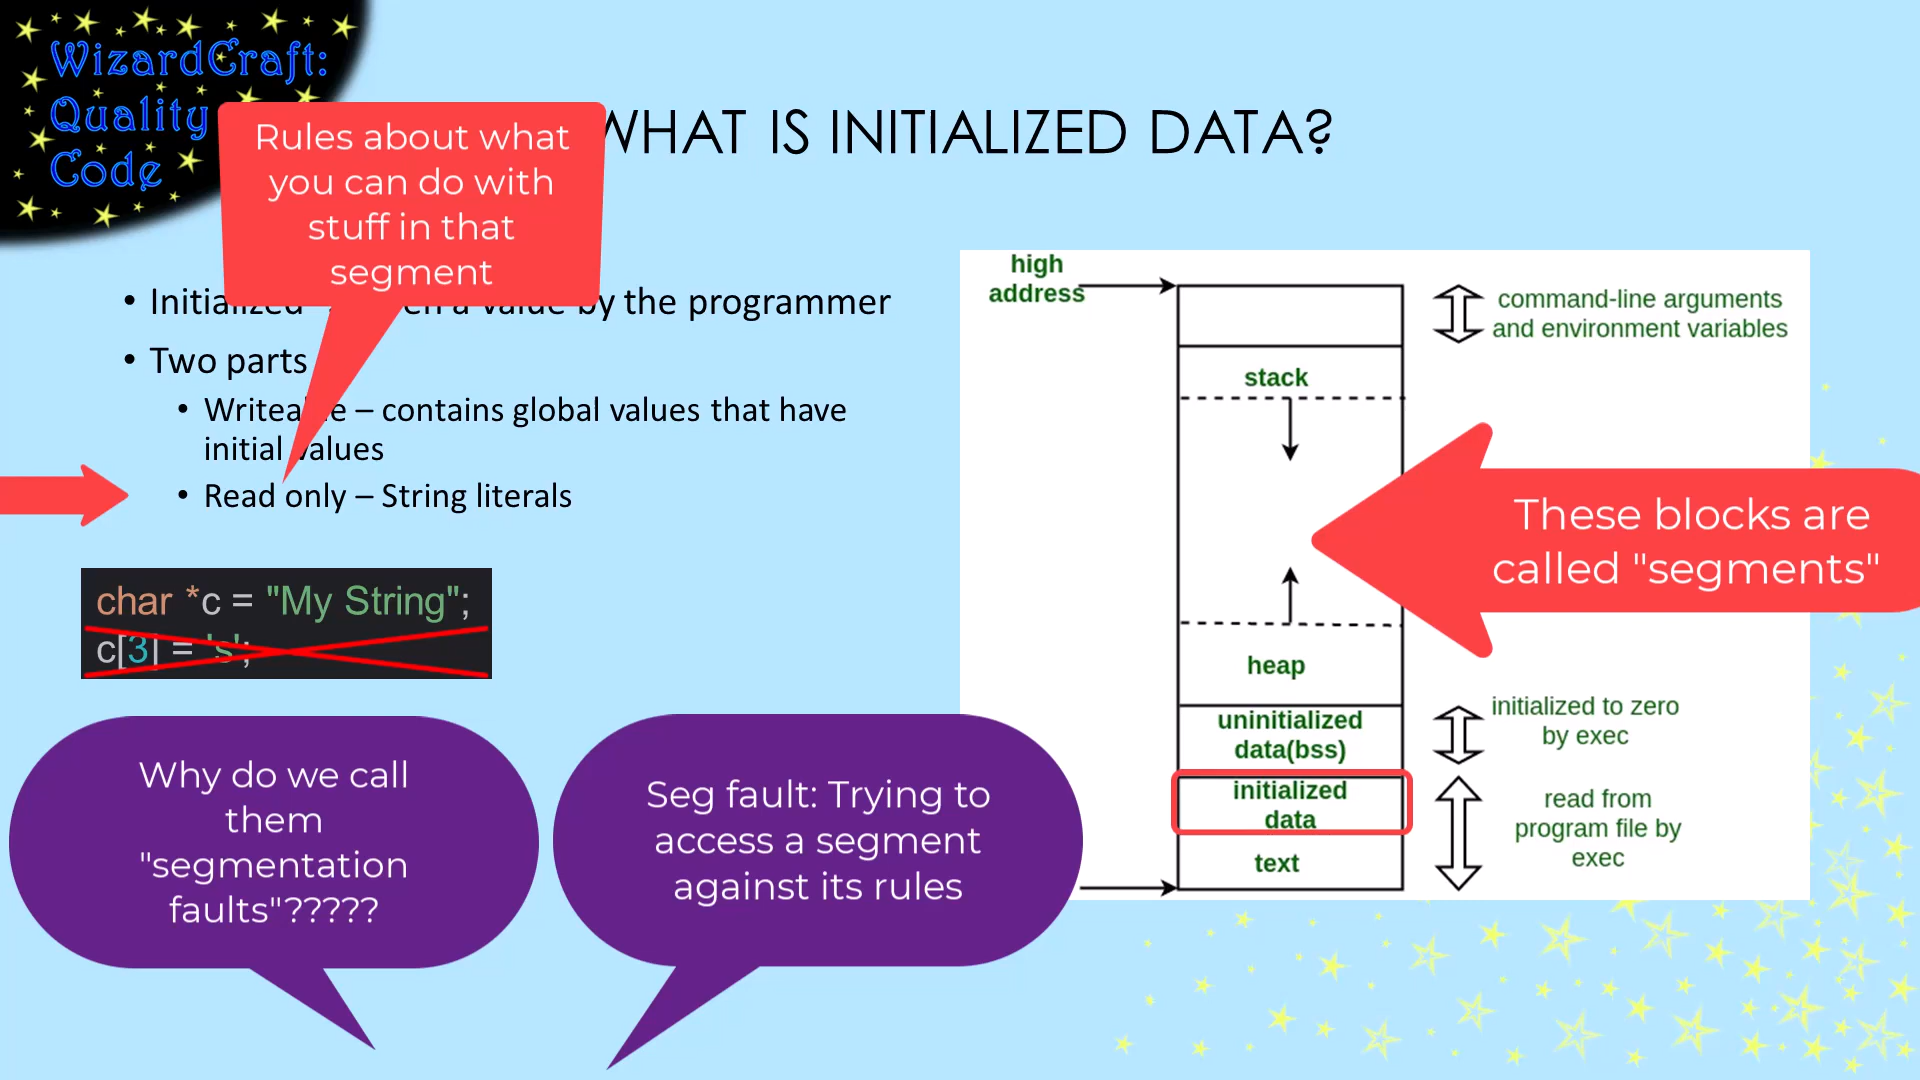 WizardCraft:
Quality
Code
Rules about what
you can do with
stuff in that
segment
WHAT IS INITIALIZED DATA?
• by the programmer
• Two parts
• – contains global values that have
initial values
• Read only – String literals
char *c = "My String";
c[3] = 's';
Why do we call
them
"segmentation
faults"?????
Seg fault: Trying to
access a segment
against its rules
high
address
command-line arguments
and environment variables
stack
These blocks are
called "segments"
heap
uninitialized
data(bss)
initialized to zero
by exec
initialized
data
read from
program file by
exec
text